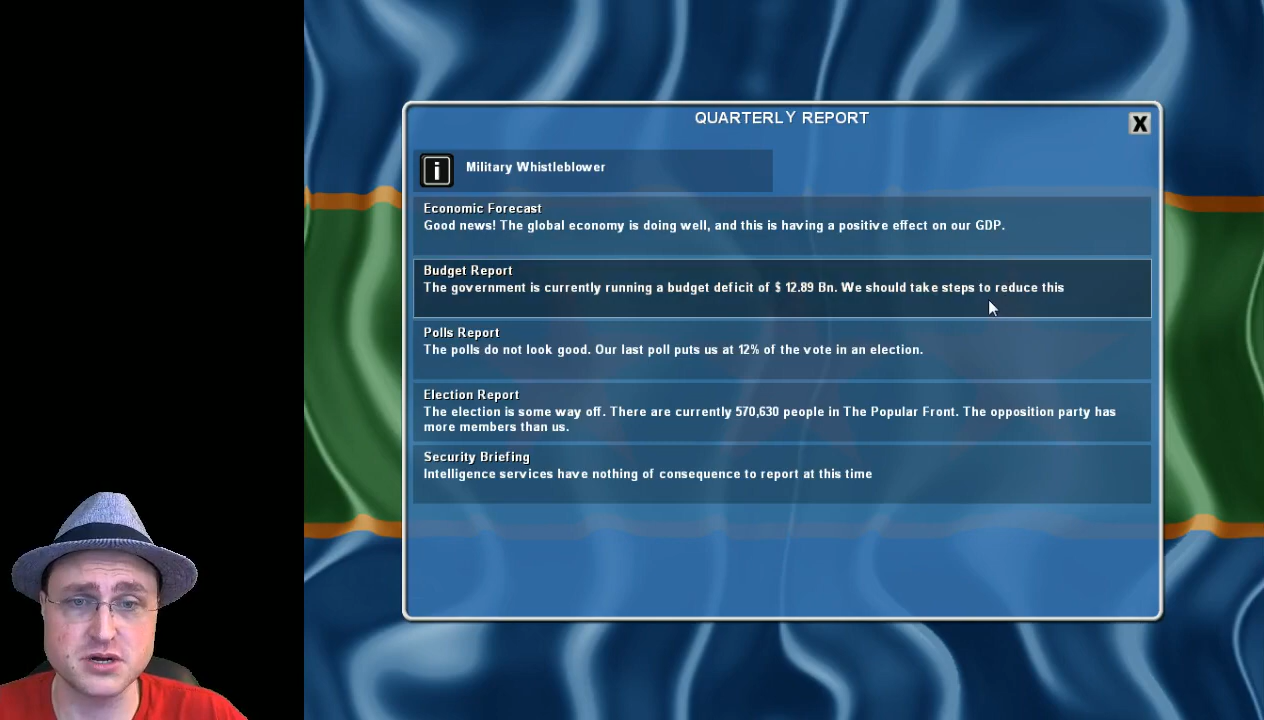 QUARTERLY REPORT
X
i
Military Whistleblower
Economic Forecast
Good news! The global economy is doing well, and this is having a positive effect on our GDP.
Budget Report
The government is currently running a budget deficit of $ 12.89 Bn. We should take steps to reduce this
Polls Report
The polls do not look good. Our last poll puts us at 12% of the vote in an election.
Election Report
The election is some way off. There are currently 570,630 people in The Popular Front. The opposition party has
more members than us.
Security Briefing
Intelligence services have nothing of consequence to report at this time